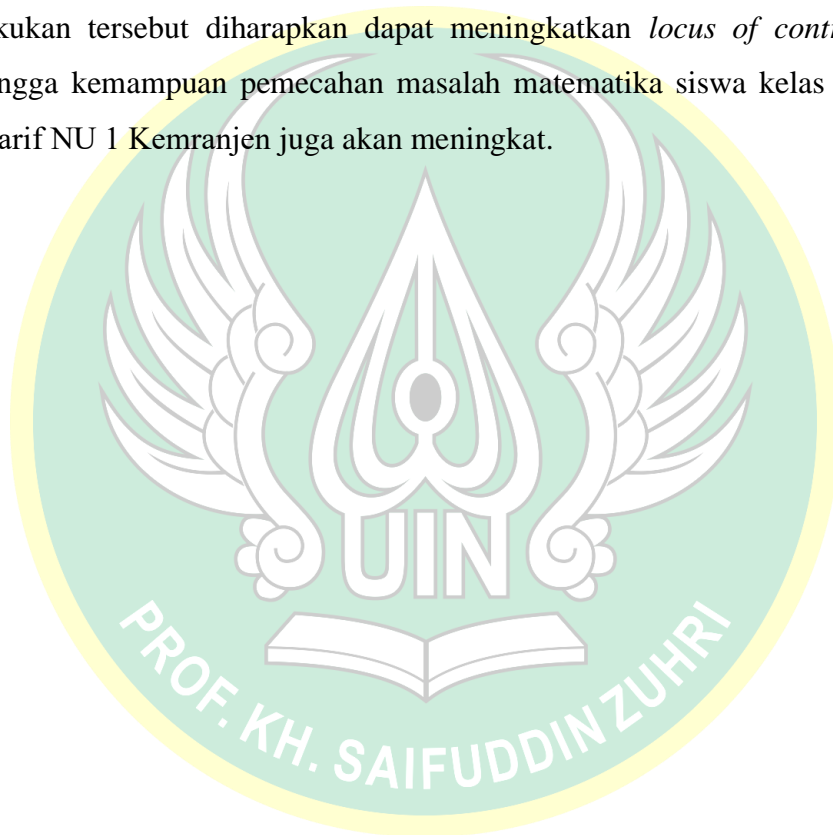 kukan tersebut diharapkan dapat meningkatkan locus of cont
ngga kemampuan pemecahan masalah matematika siswa kelas
arif NU 1 Kemranjen juga akan meningkat.
UIN
PROF. KH. SAIFUDDIN ZUHRI